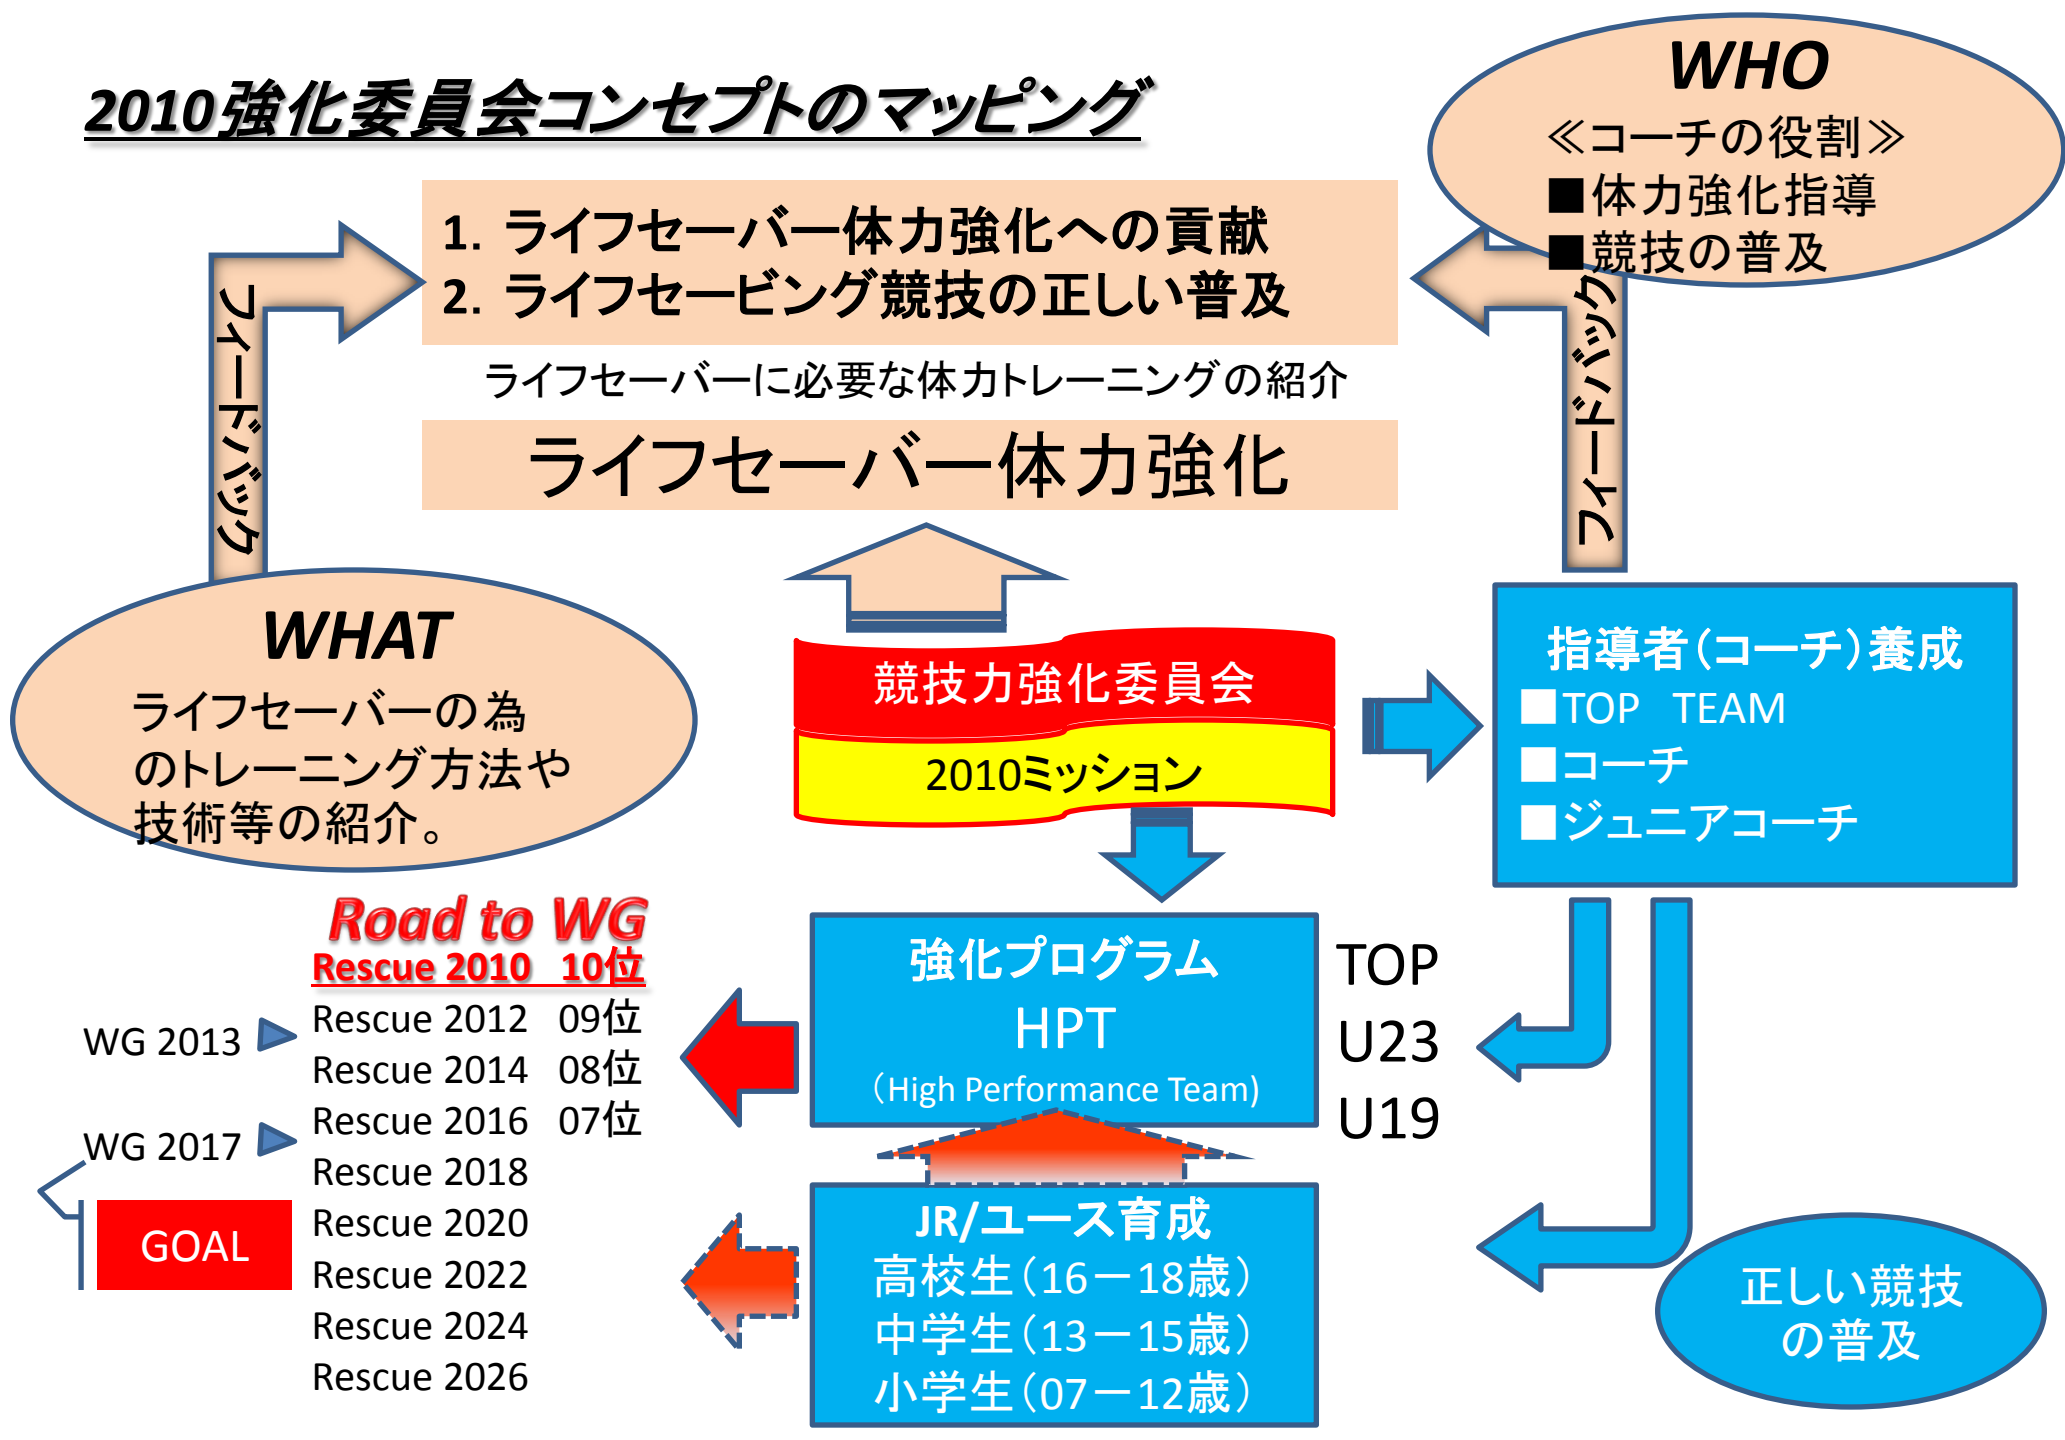 2010強化委員会コンセプトのマッピング
WHO
≪コーチの役割≫
■体力強化指導
■競技の普及
1. ライフセーバー体力強化への貢献
2. ライフセービング競技の正しい普及
ライフセーバーに必要な体力トレーニングの紹介
ライフセーバー体力強化
フィードバック
フィードバック
WHAT
ライフセーバーの為
のトレーニング方法や
技術等の紹介。
競技力強化委員会
2010ミッション
指導者（コーチ）養成
■TOP TEAM
■コーチ
■ジュニアコーチ
Road to WG
Rescue 2010 10位
Rescue 2012 09位
Rescue 2014 08位
Rescue 2016 07位
Rescue 2018
Rescue 2020
Rescue 2022
Rescue 2024
Rescue 2026
WG 2013
WG 2017
GOAL
強化プログラム
HPT
（High Performance Team)
TOP
U23
U19
JR/ユース育成
高校生（16－18歳）
中学生（13－15歳）
小学生（07－12歳）
正しい競技
の普及